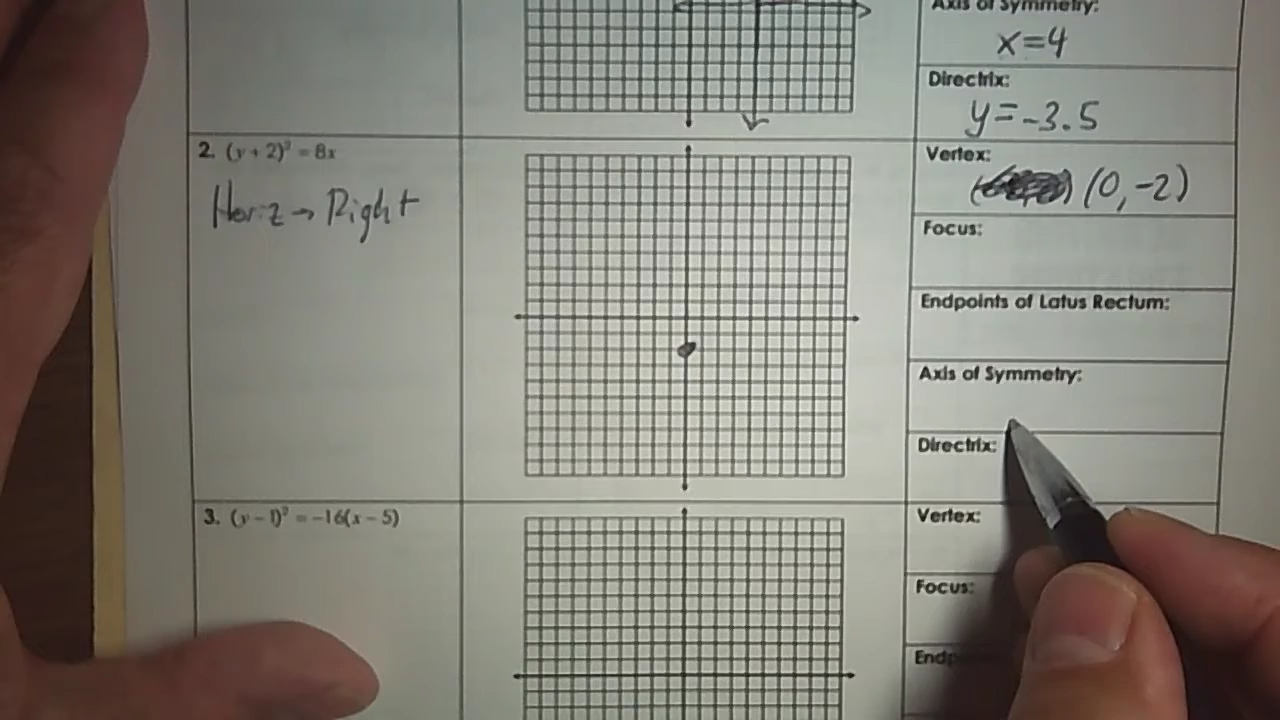 Axis of Symmetry:
x=4
Directrix:
y=-3.5
2. (y + 2)² = 8x
Horiz → Right
Vertex:
(0,-2)
Focus:
Endpoints of Latus Rectum:
Axis of Symmetry:
Directrix:
3. (y – 1)² = –16(x – 5)
Vertex:
Focus:
Endp